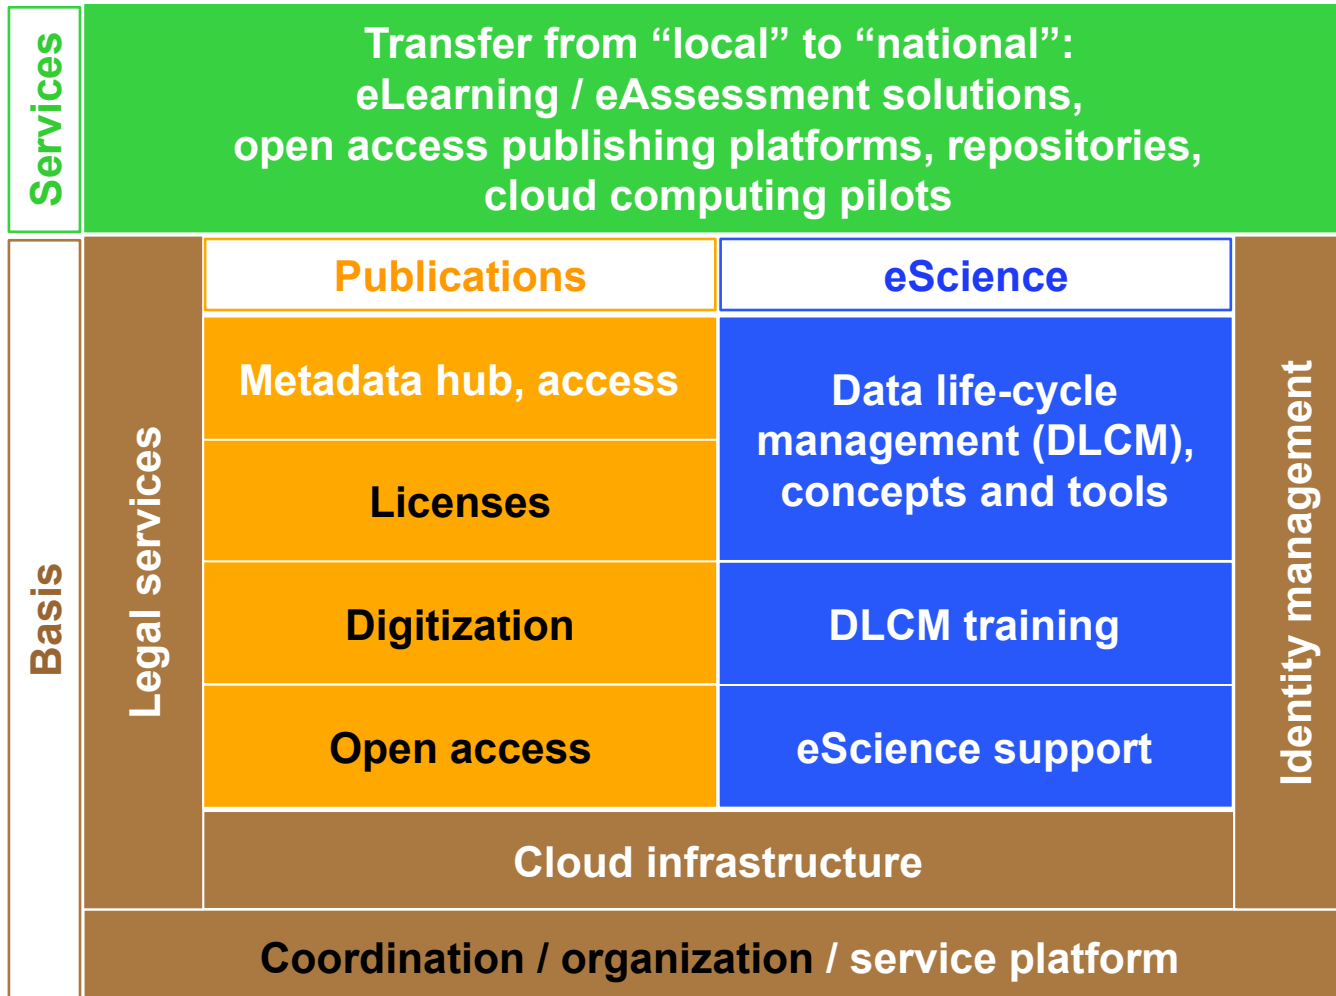 Services
Transfer from “local” to “national”:
eLearning / eAssessment solutions,
open access publishing platforms, repositories,
cloud computing pilots
Basis
Legal services
Publications
Metadata hub, access
Licenses
Digitization
Open access
eScience
Data life-cycle
management (DLCM),
concepts and tools
DLCM training
eScience support
Identity management
Cloud infrastructure
Coordination / organization / service platform